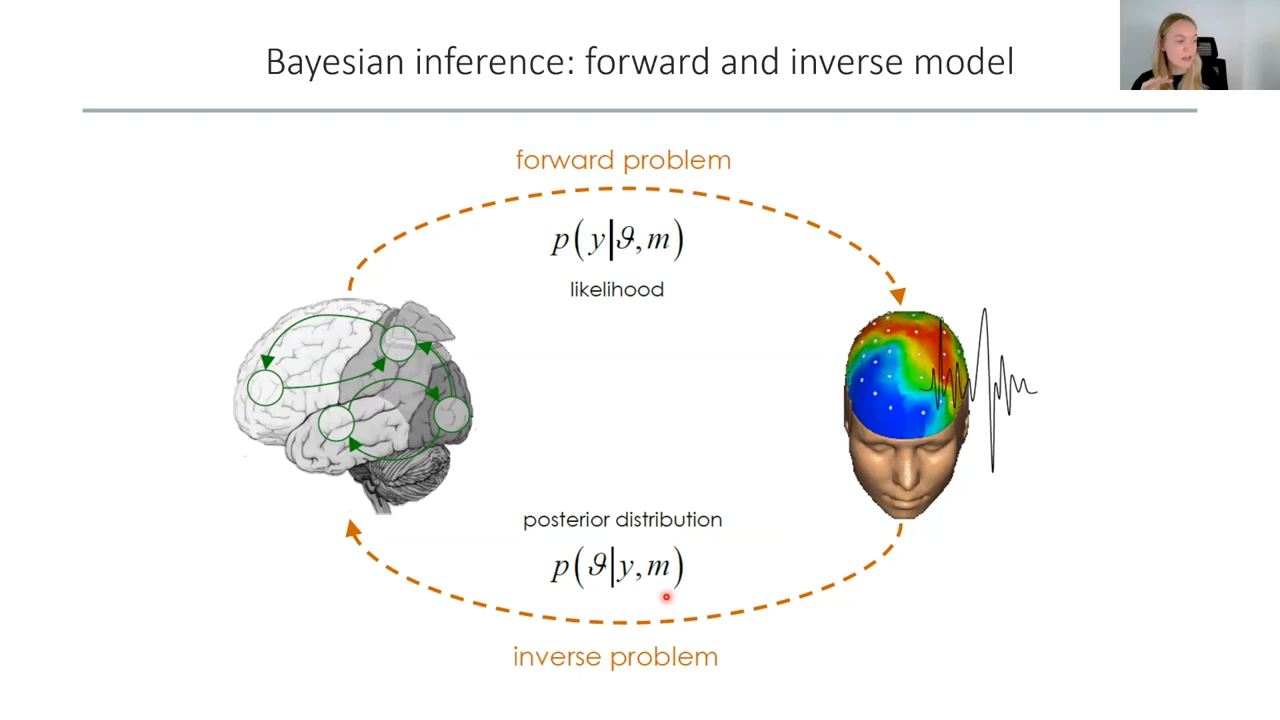 Bayesian inference: forward and inverse model
forward problem
p(y|ϑ,m)
likelihood
posterior distribution
p(ϑ|y,m)
inverse problem